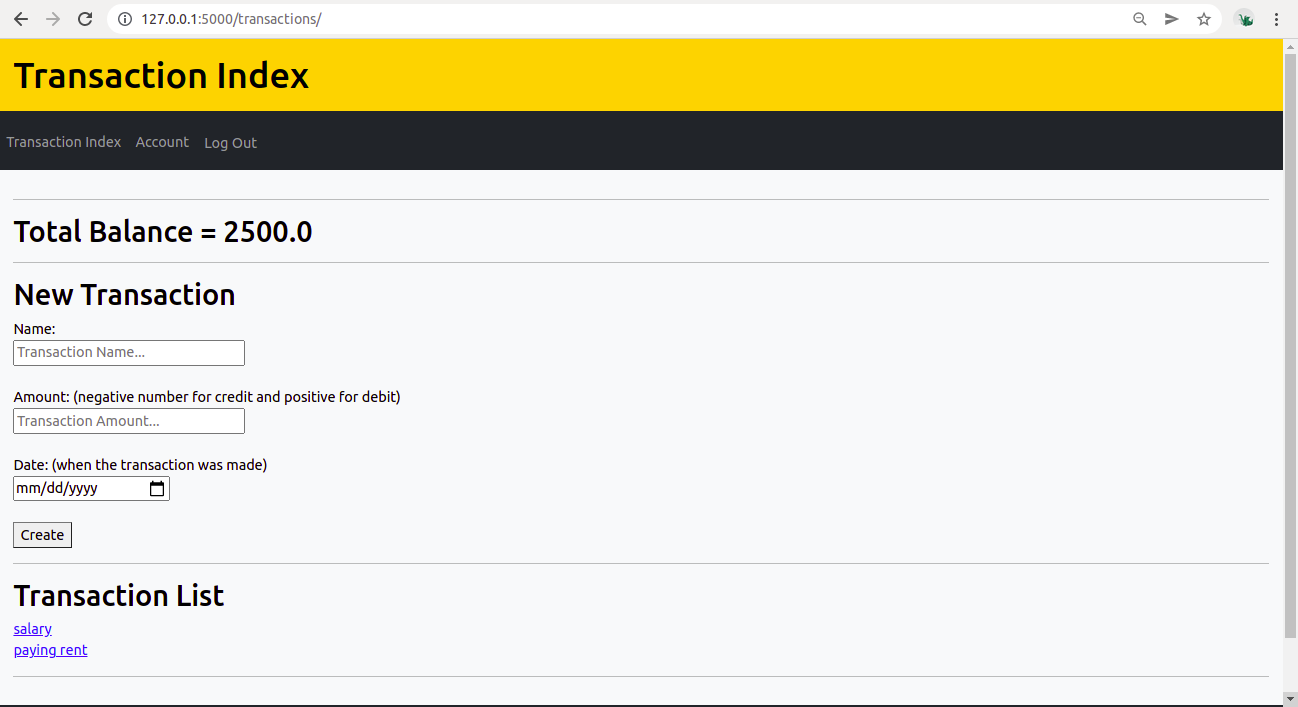 127.0.0.1:5000/transactions/
Transaction Index
Transaction Index Account Log Out
Total Balance = 2500.0
New Transaction
Name:
Transaction Name...
Amount: (negative number for credit and positive for debit)
Transaction Amount...
Date: (when the transaction was made)
mm/dd/yyyy
Create
Transaction List
salary
paying rent